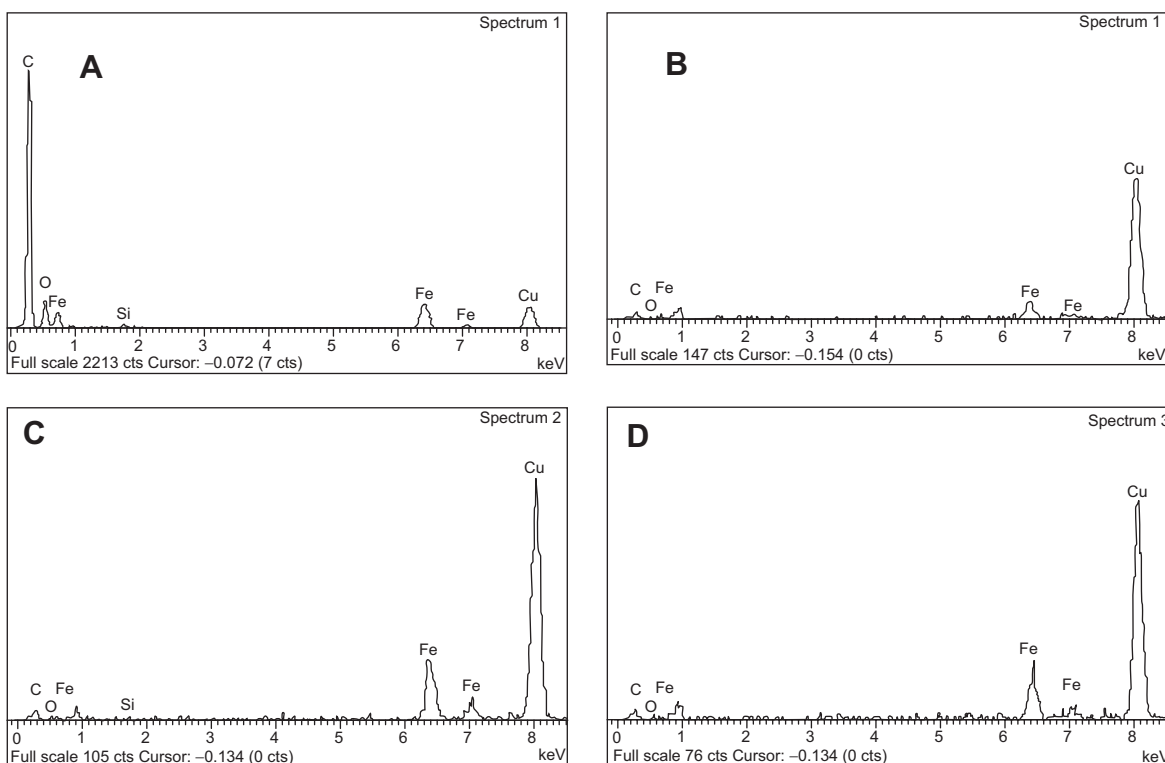 Spectrum 1
A
C
O
Fe
Si
Fe
Fe
Cu
0 1 2 3 4 5 6 7 8
keV
Full scale 2213 cts Cursor: −0.072 (7 cts)
Spectrum 1
B
C
O
Fe
Fe
Fe
Cu
0 1 2 3 4 5 6 7 8
keV
Full scale 147 cts Cursor: −0.154 (0 cts)
Spectrum 2
C
C
O
Fe
Si
Fe
Fe
Cu
0 1 2 3 4 5 6 7 8
keV
Full scale 105 cts Cursor: −0.134 (0 cts)
Spectrum 3
D
C
O
Fe
Fe
Fe
Cu
0 1 2 3 4 5 6 7 8
keV
Full scale 76 cts Cursor: −0.134 (0 cts)